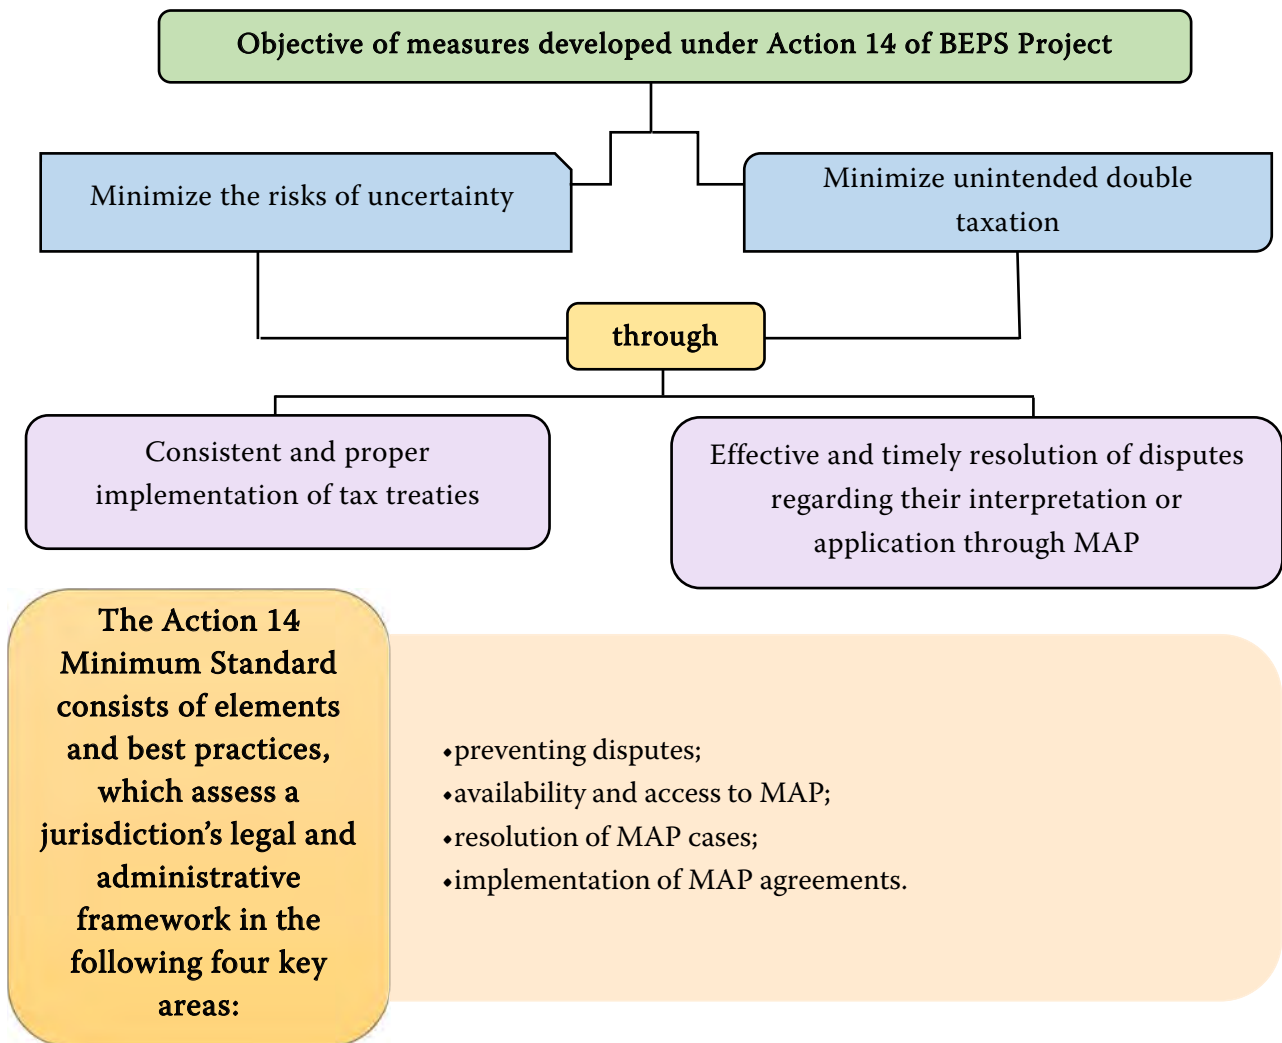 Objective of measures developed under Action 14 of BEPS Project
Minimize the risks of uncertainty
Minimize unintended double
taxation
through
Consistent and proper
implementation of tax treaties
Effective and timely resolution of disputes
regarding their interpretation or
application through MAP
The Action 14
Minimum Standard
consists of elements
and best practices,
which assess a
jurisdiction’s legal and
administrative
framework in the
following four key
areas:
•preventing disputes;
•availability and access to MAP;
•resolution of MAP cases;
•implementation of MAP agreements.